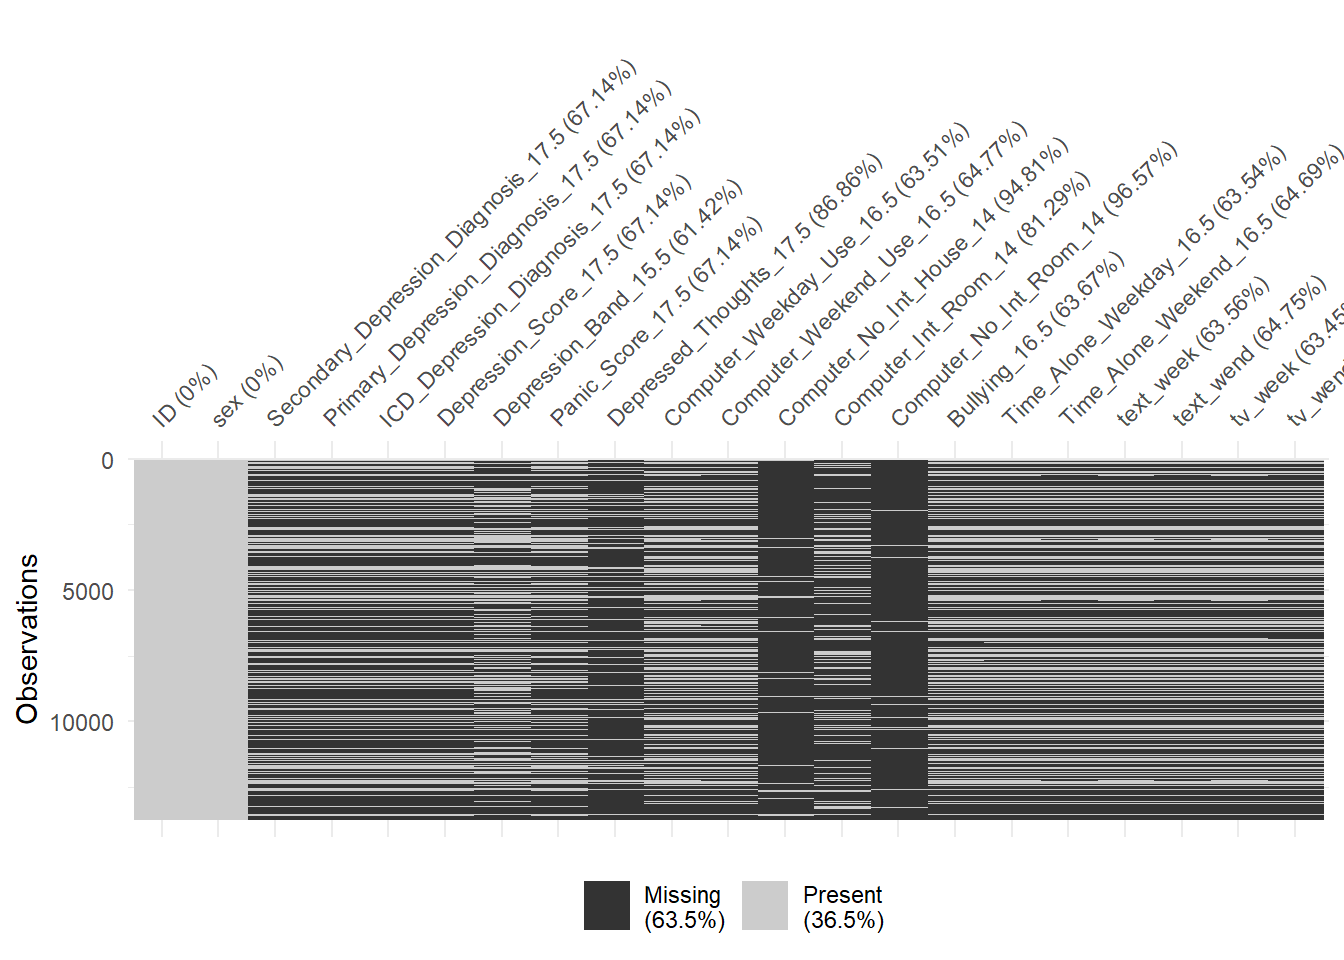 ID (0%)
sex (0%)
Secondary_Depression_Diagnosis_17.5 (67.14%)
Primary_Depression_Diagnosis_17.5 (67.14%)
ICD_Depression_Diagnosis_17.5 (67.14%)
Depression_Score_17.5 (67.14%)
Depression_Band_15.5 (61.42%)
Panic_Score_17.5 (67.14%)
Depressed_Thoughts_17.5 (86.86%)
Computer_Weekday_Use_16.5 (63.51%)
Computer_Weekend_Use_16.5 (64.77%)
Computer_No_Int_House_14 (94.81%)
Computer_Int_Room_14 (81.29%)
Computer_No_Int_Room_14 (96.57%)
Bullying_16.5 (63.67%)
Time_Alone_Weekday_16.5 (63.54%)
Time_Alone_Weekend_16.5 (64.69%)
text_week (63.56%)
text_wend (64.75%)
tv_week (63.45
tv_wend
Observations
0
5000
10000
Missing
(63.5%)
Present
(36.5%)